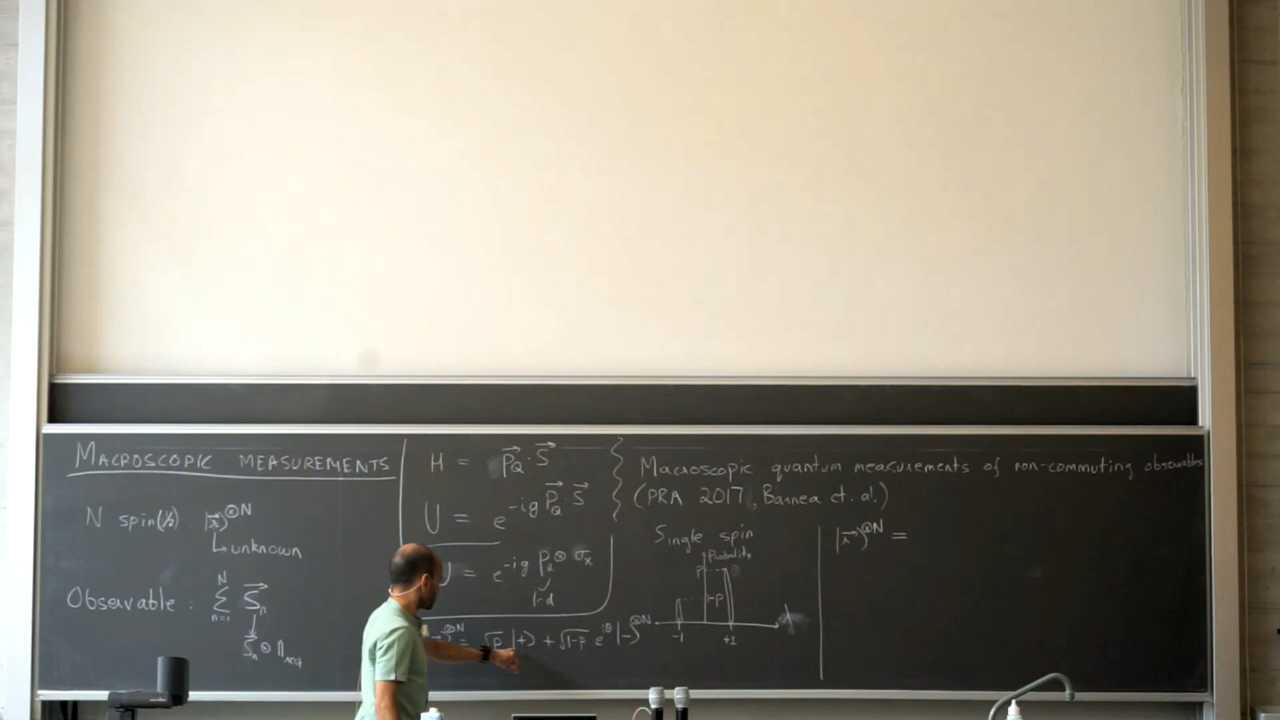 MACROSCOPIC MEASUREMENTS
N spin(½) . |r⃗⟩^⊗N
↳ unknown
Observable : Σ_{n=1}^{N} S⃗_n
↓
S⃗_n ⊗ 𝟙_rest
H = P⃗_Q · S⃗
U = e^{-ig P⃗_Q · S⃗}
= e^{-ig P_Q ⊗ σ_x}
1-d
⊗N = √p |+⟩ + √1-p e^{iθ} |-⟩^⊗N
Macroscopic quantum measurements of non-commuting observables
(PRA 2017, Barnea et. al.)
Single spin
Probability
p
1-p
-1 +1
|r⃗⟩^⊗N =